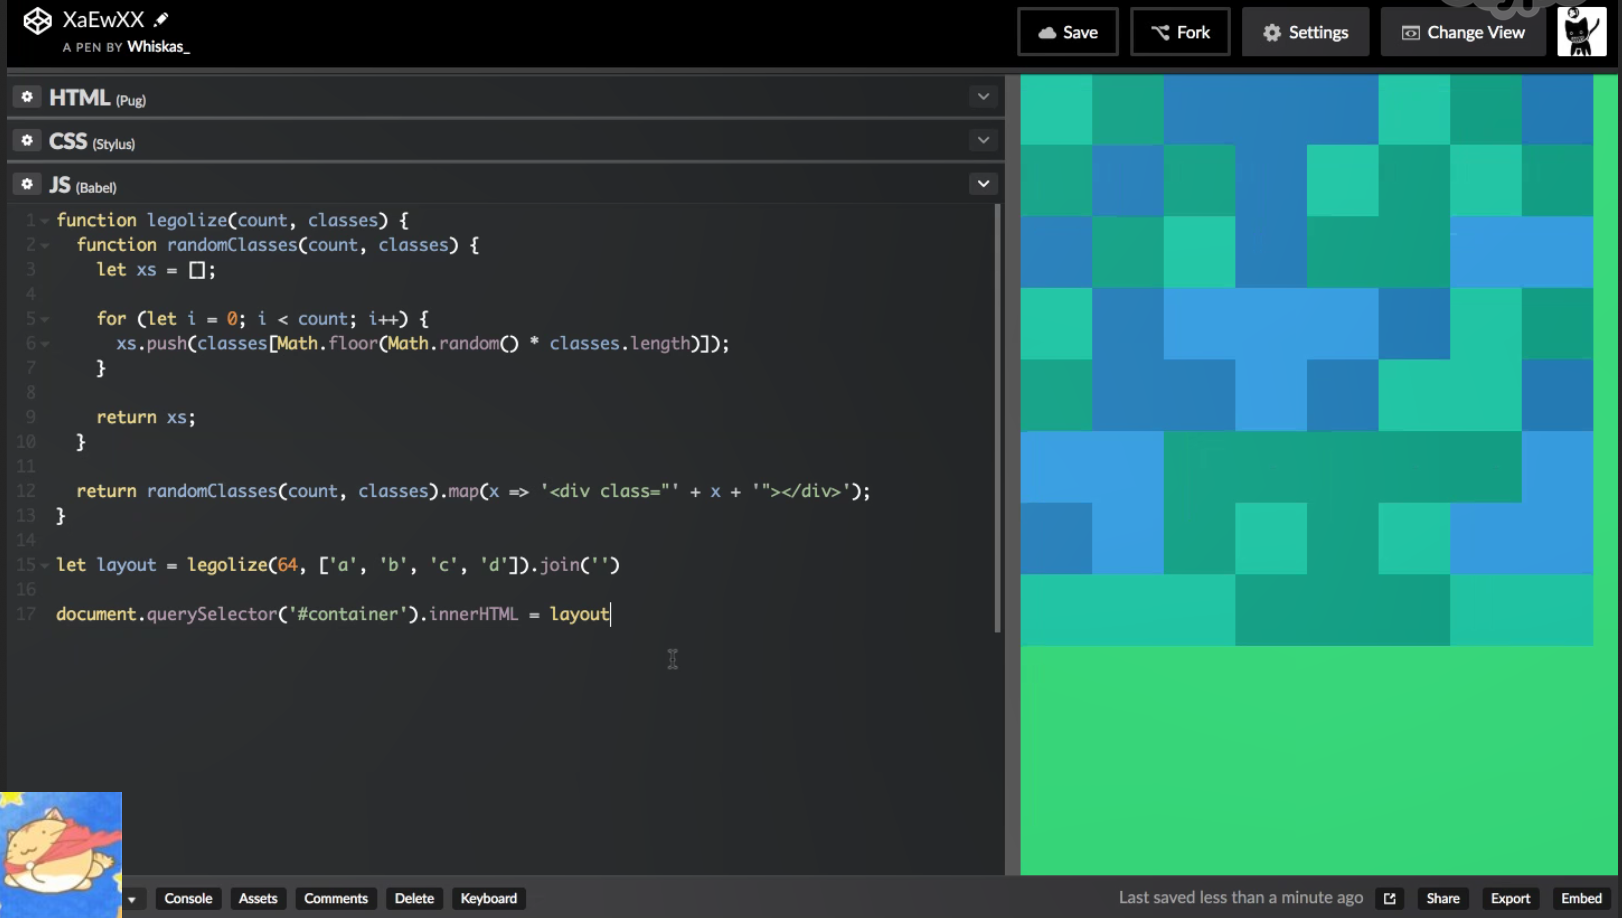 XaEwXX
A PEN BY Whiskas_
Save
Fork
Settings
Change View
HTML (Pug)
CSS (Stylus)
JS (Babel)
1 function legolize(count, classes) {
2 function randomClasses(count, classes) {
3 let xs = [];
4
5 for (let i = 0; i < count; i++) {
6 xs.push(classes[Math.floor(Math.random() * classes.length)]);
7 }
8
9 return xs;
10 }
11
12 return randomClasses(count, classes).map(x => '<div class="' + x + '"></div>');
13 }
14
15 let layout = legolize(64, ['a', 'b', 'c', 'd']).join('')
16
17 document.querySelector('#container').innerHTML = layout
Console
Assets
Comments
Delete
Keyboard
Last saved less than a minute ago
Share
Export
Embed